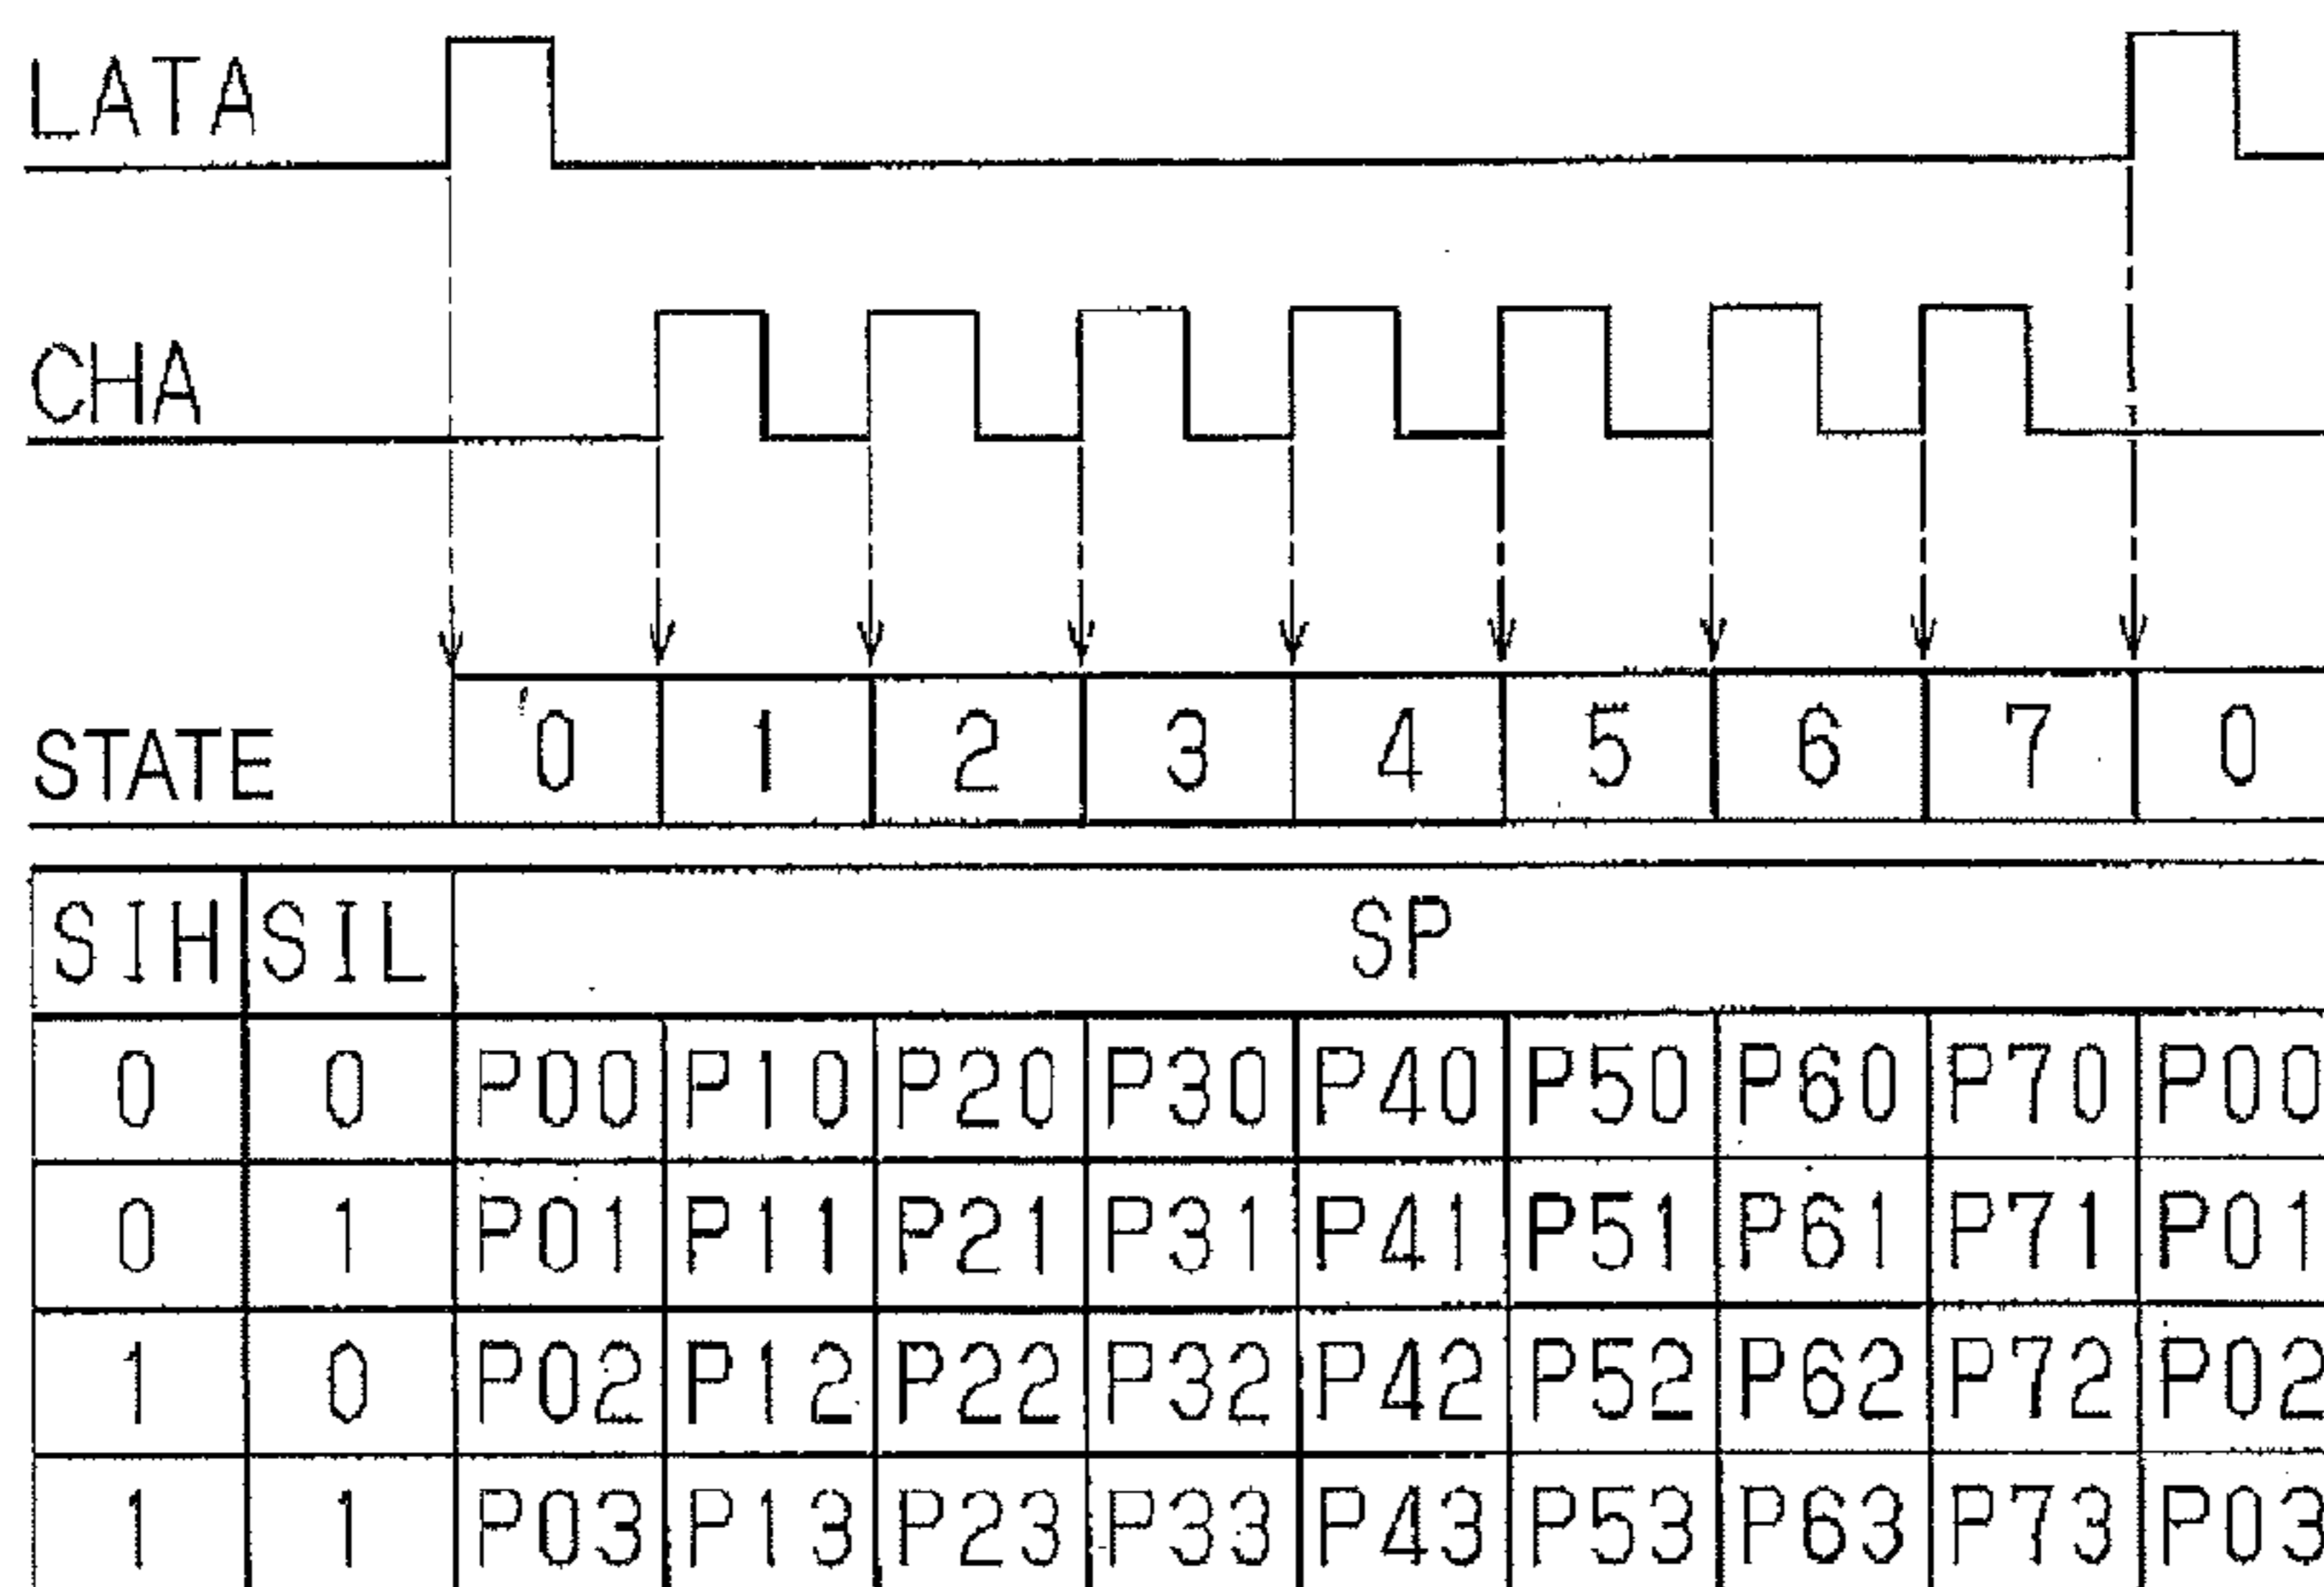 LATA
CHA
STATE 0 1 2 3 4 5 6 7 0
SIH SIL SP
0 0 P00 P10 P20 P30 P40 P50 P60 P70 P00
0 1 P01 P11 P21 P31 P41 P51 P61 P71 P01
1 0 P02 P12 P22 P32 P42 P52 P62 P72 P02
1 1 P03 P13 P23 P33 P43 P53 P63 P73 P03